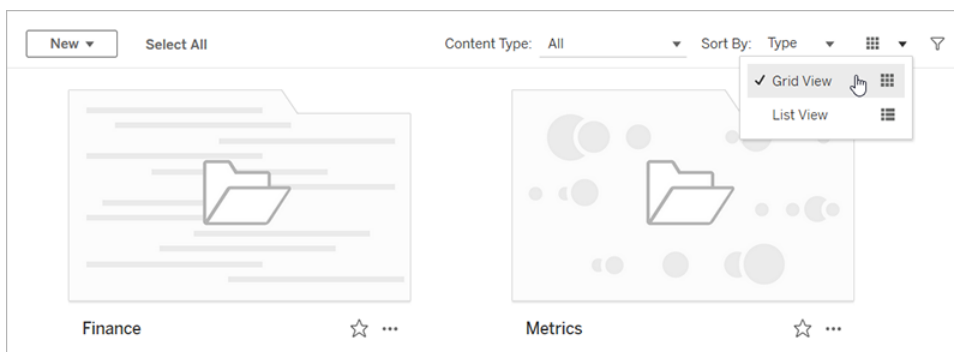 New Select All Content Type: All Sort By: Type
Grid View
List View
Finance Metrics